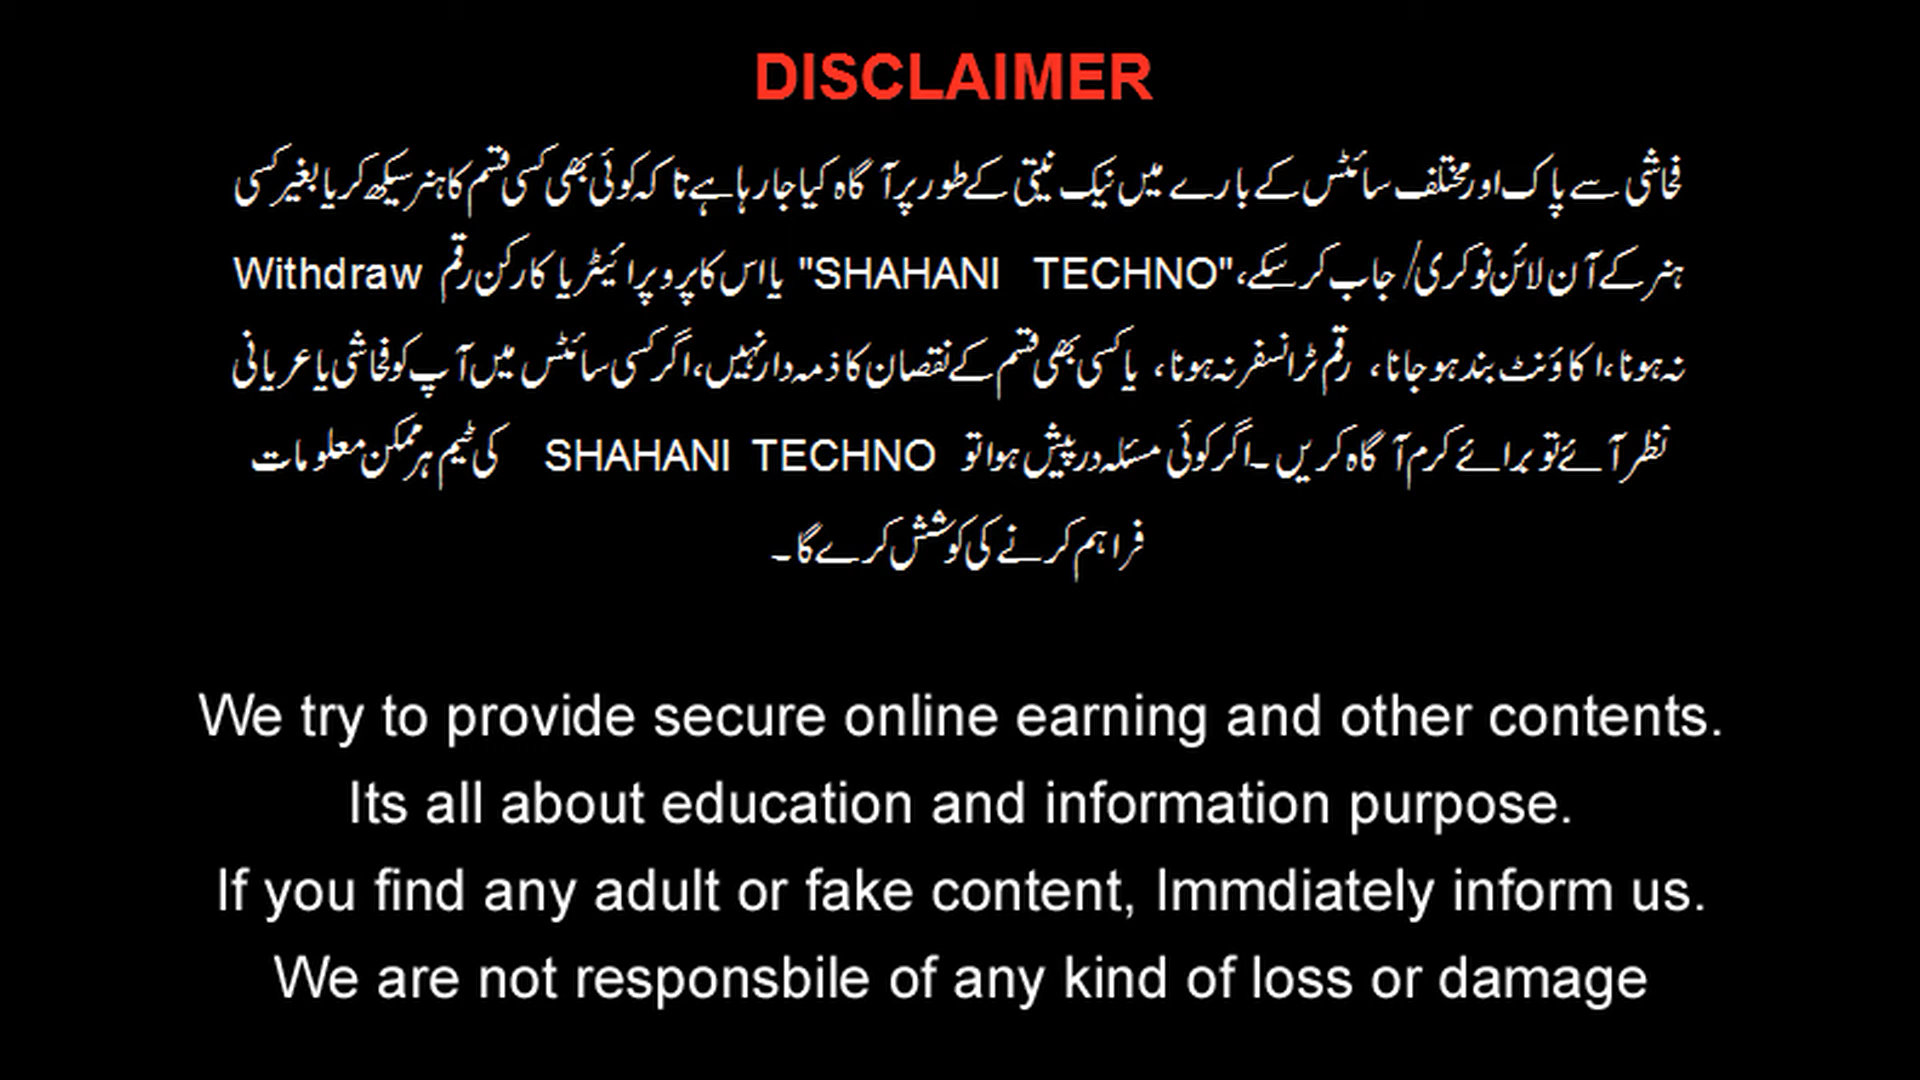 DISCLAIMER
فحاشی سے پاک اور مختلف سائٹس کے بارے میں نیک نیتی کے طور پر آگاہ کیا جا رہا ہے تاکہ کوئی بھی کسی قسم کا ہنر سیکھ کر یا بغیر کسی
ہنر کے آن لائن نوکری/ جاب کر سکے، "SHAHANI TECHNO" یا اس کا پروپرائیٹر یا کارکن رقم Withdraw
نہ ہونا، اکاؤنٹ بند ہو جانا، رقم ٹرانسفر نہ ہونا، یا کسی بھی قسم کے نقصان کا ذمہ دار نہیں، اگر کسی سائٹس میں آپ کو فحاشی یا عریانی
نظر آئے تو برائے کرم آگاہ کریں۔ اگر کوئی مسئلہ درپیش ہوا تو SHAHANI TECHNO کی ٹیم ہر ممکن معلومات
فراہم کرنے کی کوشش کرے گا۔
We try to provide secure online earning and other contents.
Its all about education and information purpose.
If you find any adult or fake content, Immdiately inform us.
We are not responsbile of any kind of loss or damage